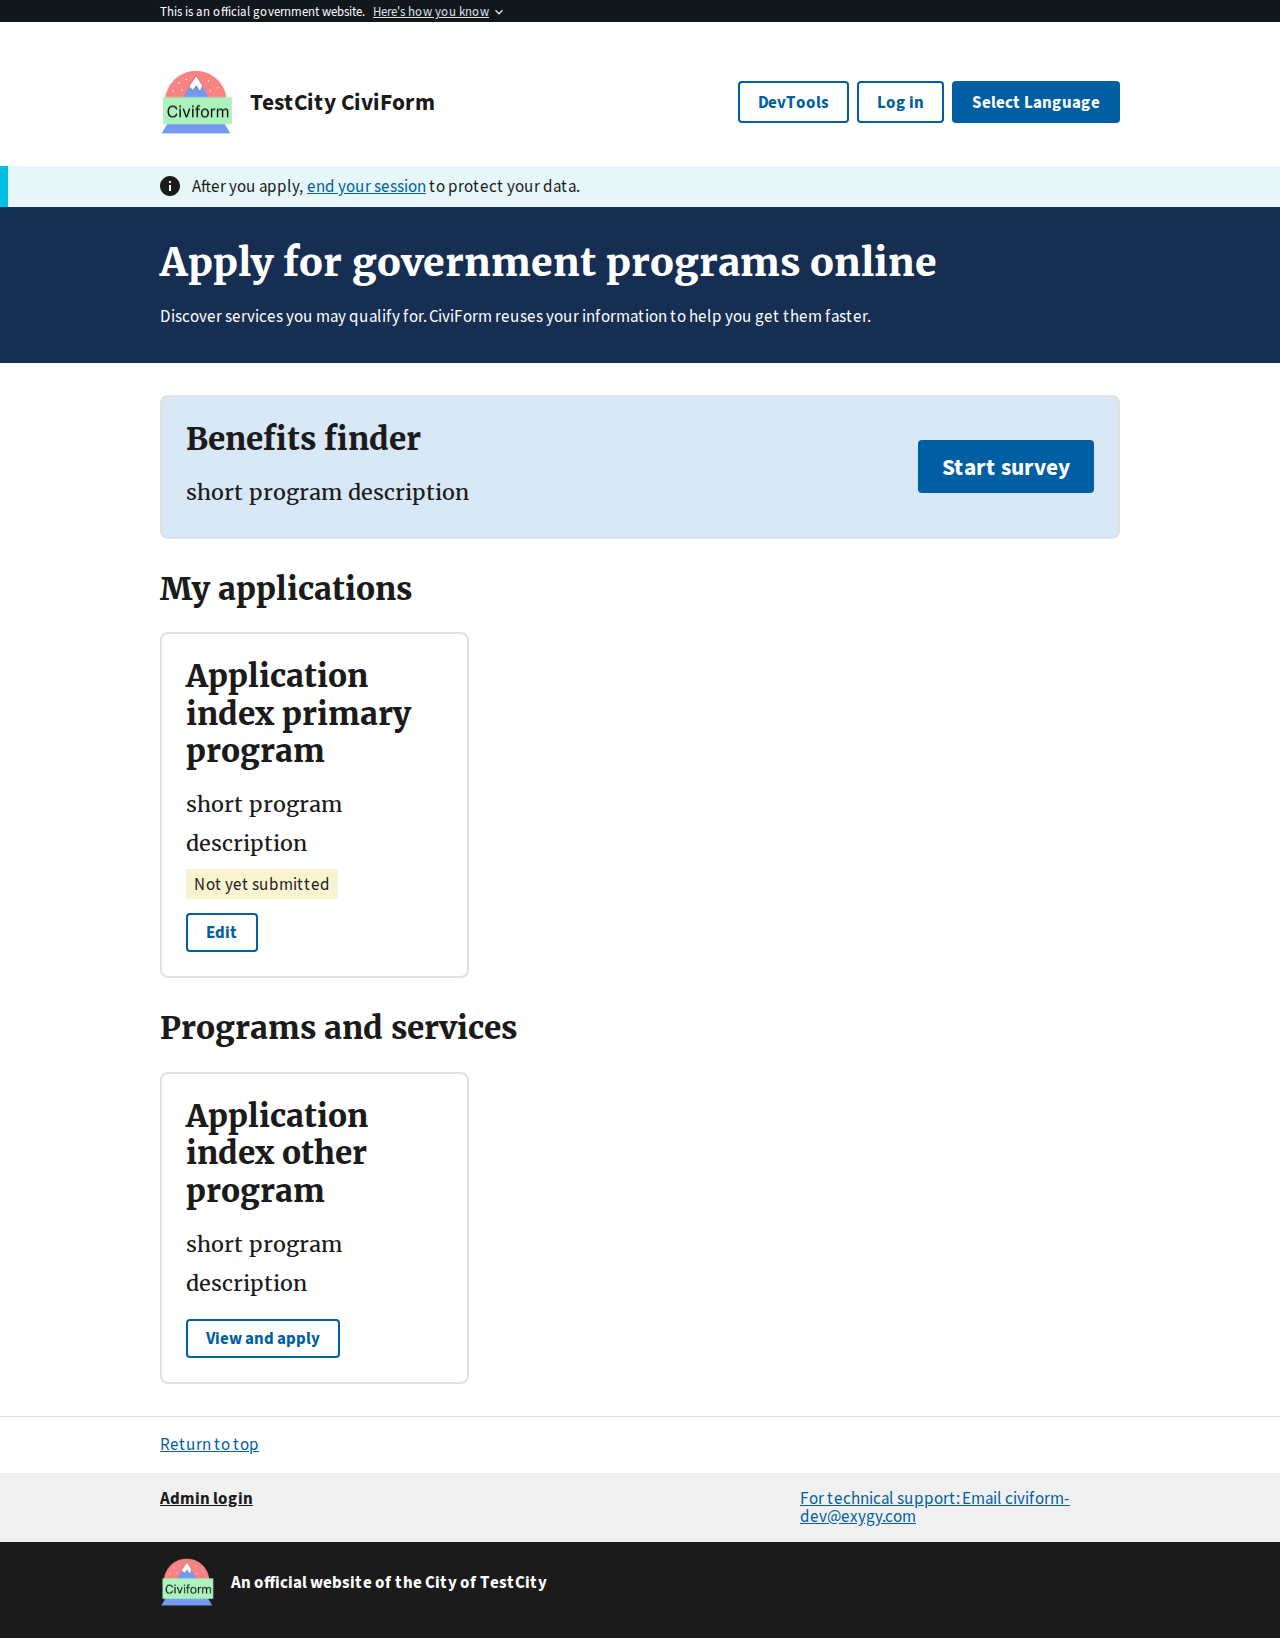 This is an official government website. Here's how you know
Civiform
TestCity CiviForm
DevTools
Log in
Select Language
After you apply, end your session to protect your data.
Apply for government programs online
Discover services you may qualify for. CiviForm reuses your information to help you get them faster.
Benefits finder
short program description
Start survey
My applications
Application
index primary
program
short program
description
Not yet submitted
Edit
Programs and services
Application
index other
program
short program
description
View and apply
Return to top
Admin login
For technical support: Email civiform-
dev@exygy.com
Civiform
An official website of the City of TestCity